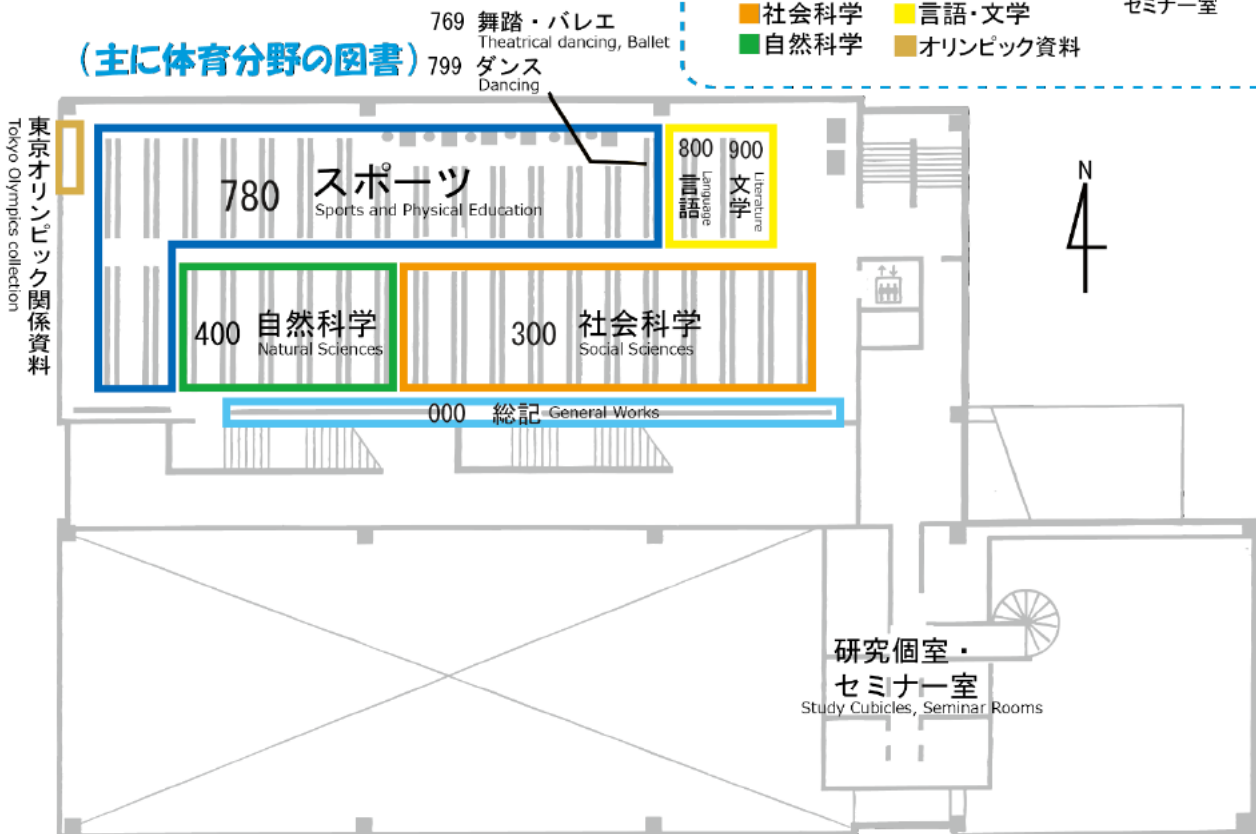 769 舞踏・バレエ
Theatrical dancing, Ballet
799 ダンス
Dancing
(主に体育分野の図書)
社会科学
言語・文学
自然科学
オリンピック資料
セミナー室
東京オリンピック関係資料
Tokyo Olympics collection
780 スポーツ
Sports and Physical Education
800 言語
Language
900 文学
Literature
N
400 自然科学
Natural Sciences
300 社会科学
Social Sciences
000 総記 General Works
研究個室・
セミナー室
Study Cubicles, Seminar Rooms